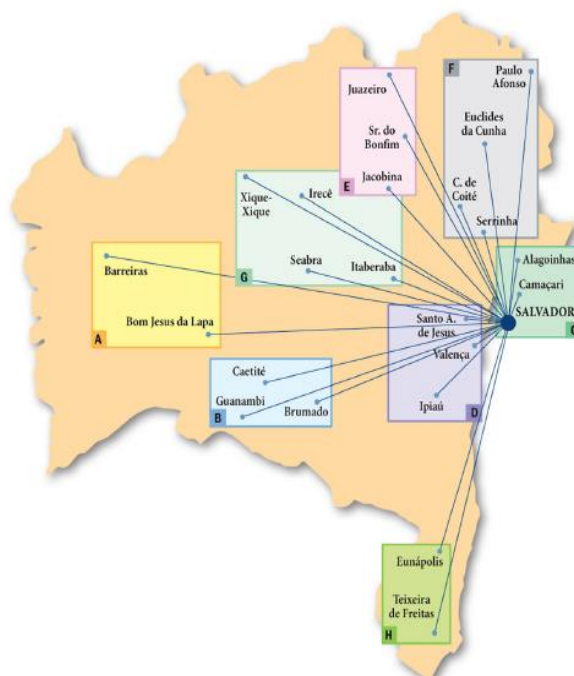 F
Paulo
Afonso
Juazeiro
Euclides
da Cunha
Sr. do
Bonfim
Jacobina
E
C. de
Coité
Serrinha
Xique-
Xique
Irecê
Seabra
Itaberaba
G
Alagoinhas
Camaçari
SALVADOR
C
Barreiras
Bom Jesus da Lapa
A
Santo A.
de Jesus
Valença
Ipiaú
D
Caetité
Guanambi
Brumado
B
Eunápolis
Teixeira
de Freitas
H